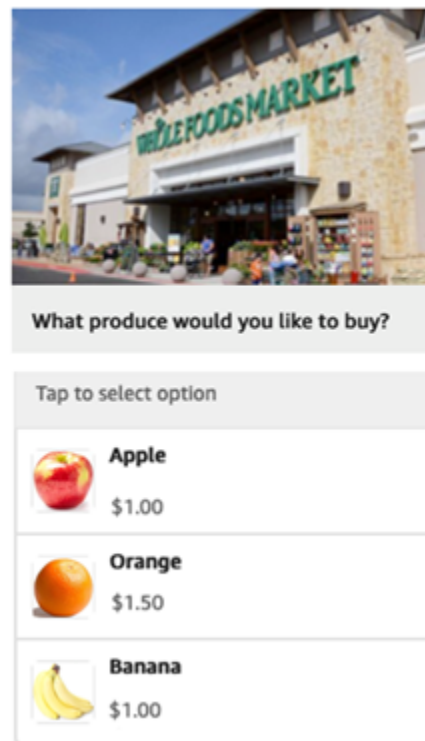 WHOLE FOODS MARKET
What produce would you like to buy?
Tap to select option
Apple
$1.00
Orange
$1.50
Banana
$1.00